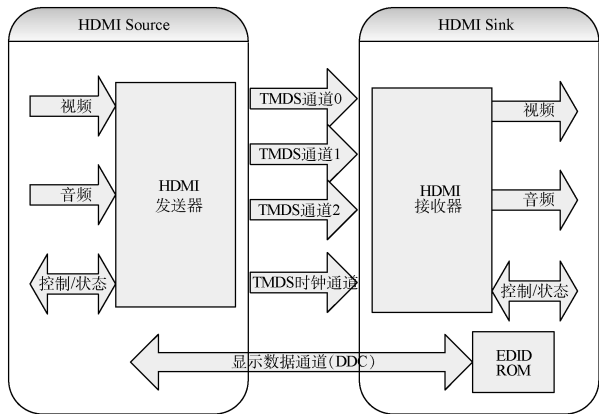 HDMI Source
HDMI Sink
视频
音频
控制/状态
HDMI
发送器
TMDS通道0
TMDS通道1
TMDS通道2
TMDS时钟通道
HDMI
接收器
视频
音频
控制/状态
显示数据通道(DDC)
EDID
ROM